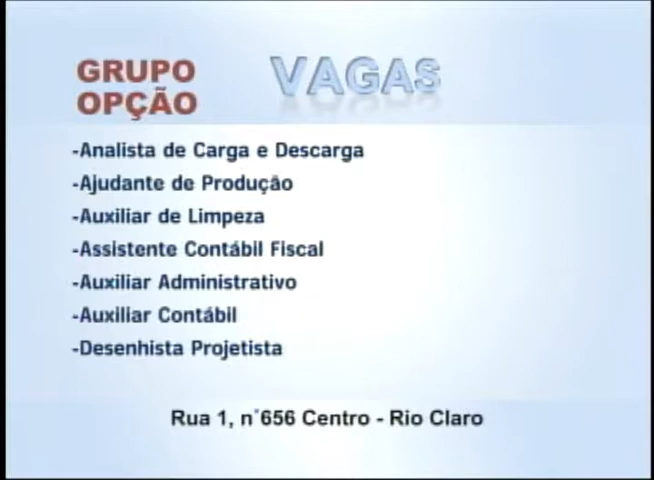 GRUPO
OPÇÃO
VAGAS
-Analista de Carga e Descarga
-Ajudante de Produção
-Auxiliar de Limpeza
-Assistente Contábil Fiscal
-Auxiliar Administrativo
-Auxiliar Contábil
-Desenhista Projetista
Rua 1, n°656 Centro - Rio Claro